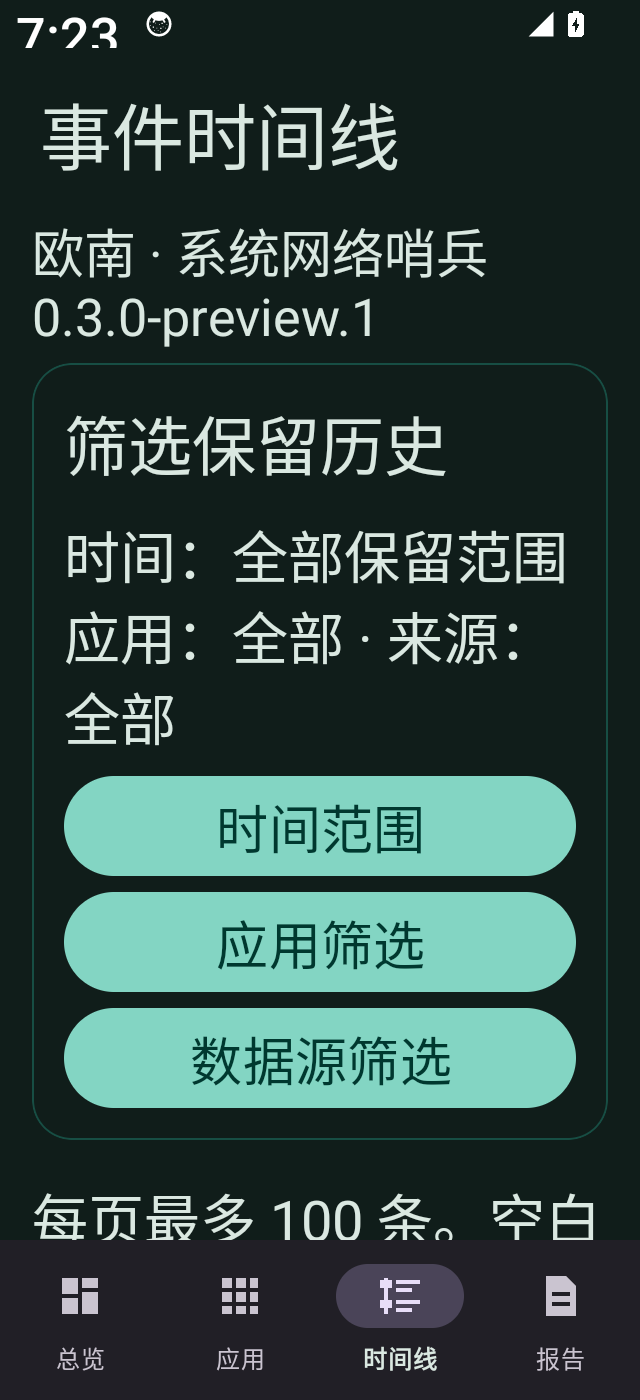 7:23
事件时间线
欧南 · 系统网络哨兵
0.3.0-preview.1
筛选保留历史
时间：全部保留范围
应用：全部 · 来源：
全部
时间范围
应用筛选
数据源筛选
每页最多 100 条。空白
总览
应用
时间线
报告